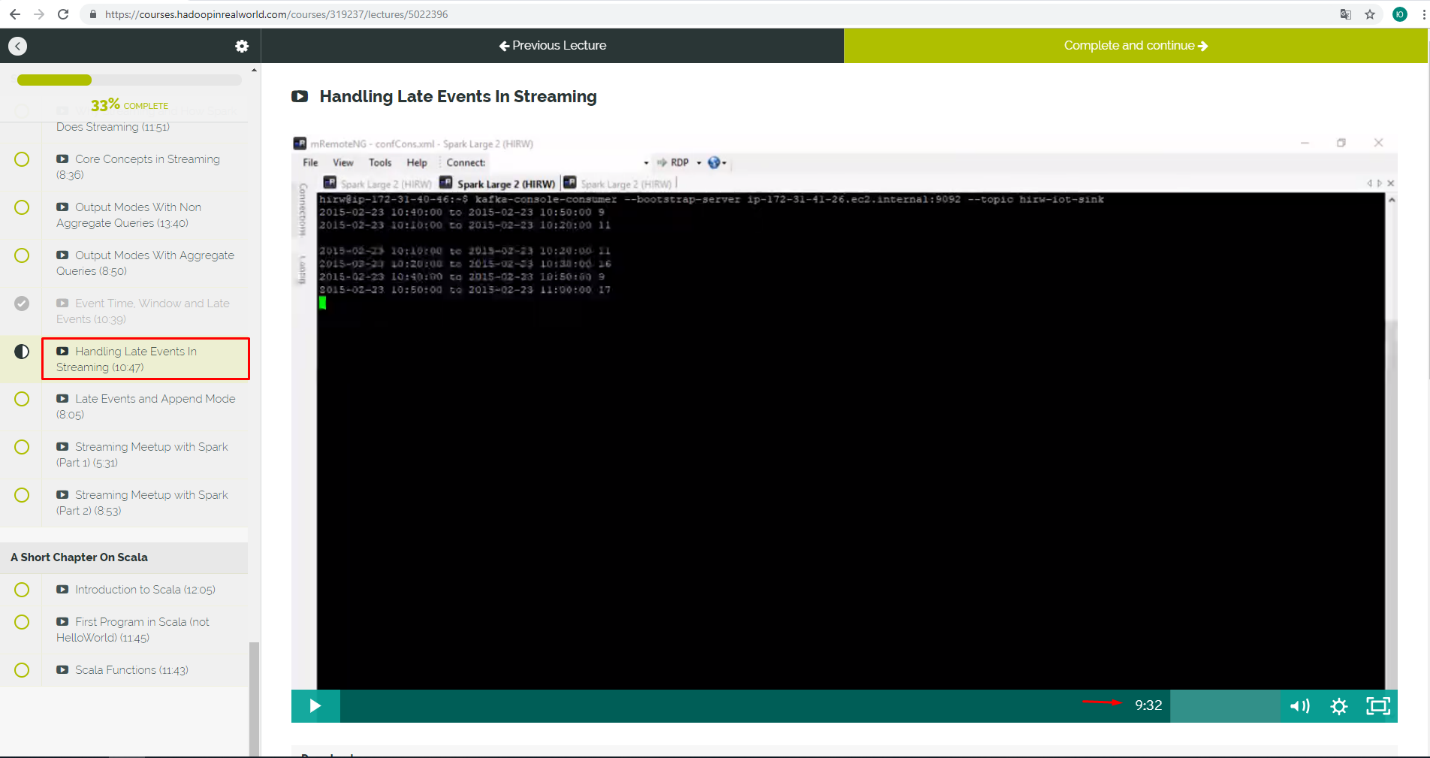 https://courses.hadoopinrealworld.com/courses/319237/lectures/5022396
Ю
Previous Lecture
Complete and continue
33% COMPLETE
Does Streaming (11:51)
Core Concepts in Streaming
(8:36)
Output Modes With Non
Aggregate Queries (13:40)
Output Modes With Aggregate
Queries (8:50)
Event Time, Window and Late
Events (10:39)
Handling Late Events In
Streaming (10:47)
Late Events and Append Mode
(8:05)
Streaming Meetup with Spark
(Part 1) (5:31)
Streaming Meetup with Spark
(Part 2) (8:53)
A Short Chapter On Scala
Introduction to Scala (12:05)
First Program in Scala (not
HelloWorld) (11:45)
Scala Functions (11:43)
Handling Late Events In Streaming
mRemoteNG - confCons.xml - Spark Large 2 (HIRW)
File View Tools Help Connect: RDP
Spark Large 2 (HIRW) Spark Large 2 (HIRW) Spark Large 2 (HIRW)
Connections
Config
hirw@ip-172-31-40-46:~$ kafka-console-consumer --bootstrap-server ip-172-31-41-26.ec2.internal:9092 --topic hirw-iot-sink
2015-02-23 10:40:00 to 2015-02-23 10:50:00 9
2015-02-23 10:10:00 to 2015-02-23 10:20:00 11
2015-02-23 10:10:00 to 2015-02-23 10:20:00 11
2015-02-23 10:20:00 to 2015-02-23 10:30:00 16
2015-02-23 10:40:00 to 2015-02-23 10:50:00 9
2015-02-23 10:50:00 to 2015-02-23 11:00:00 17
9:32